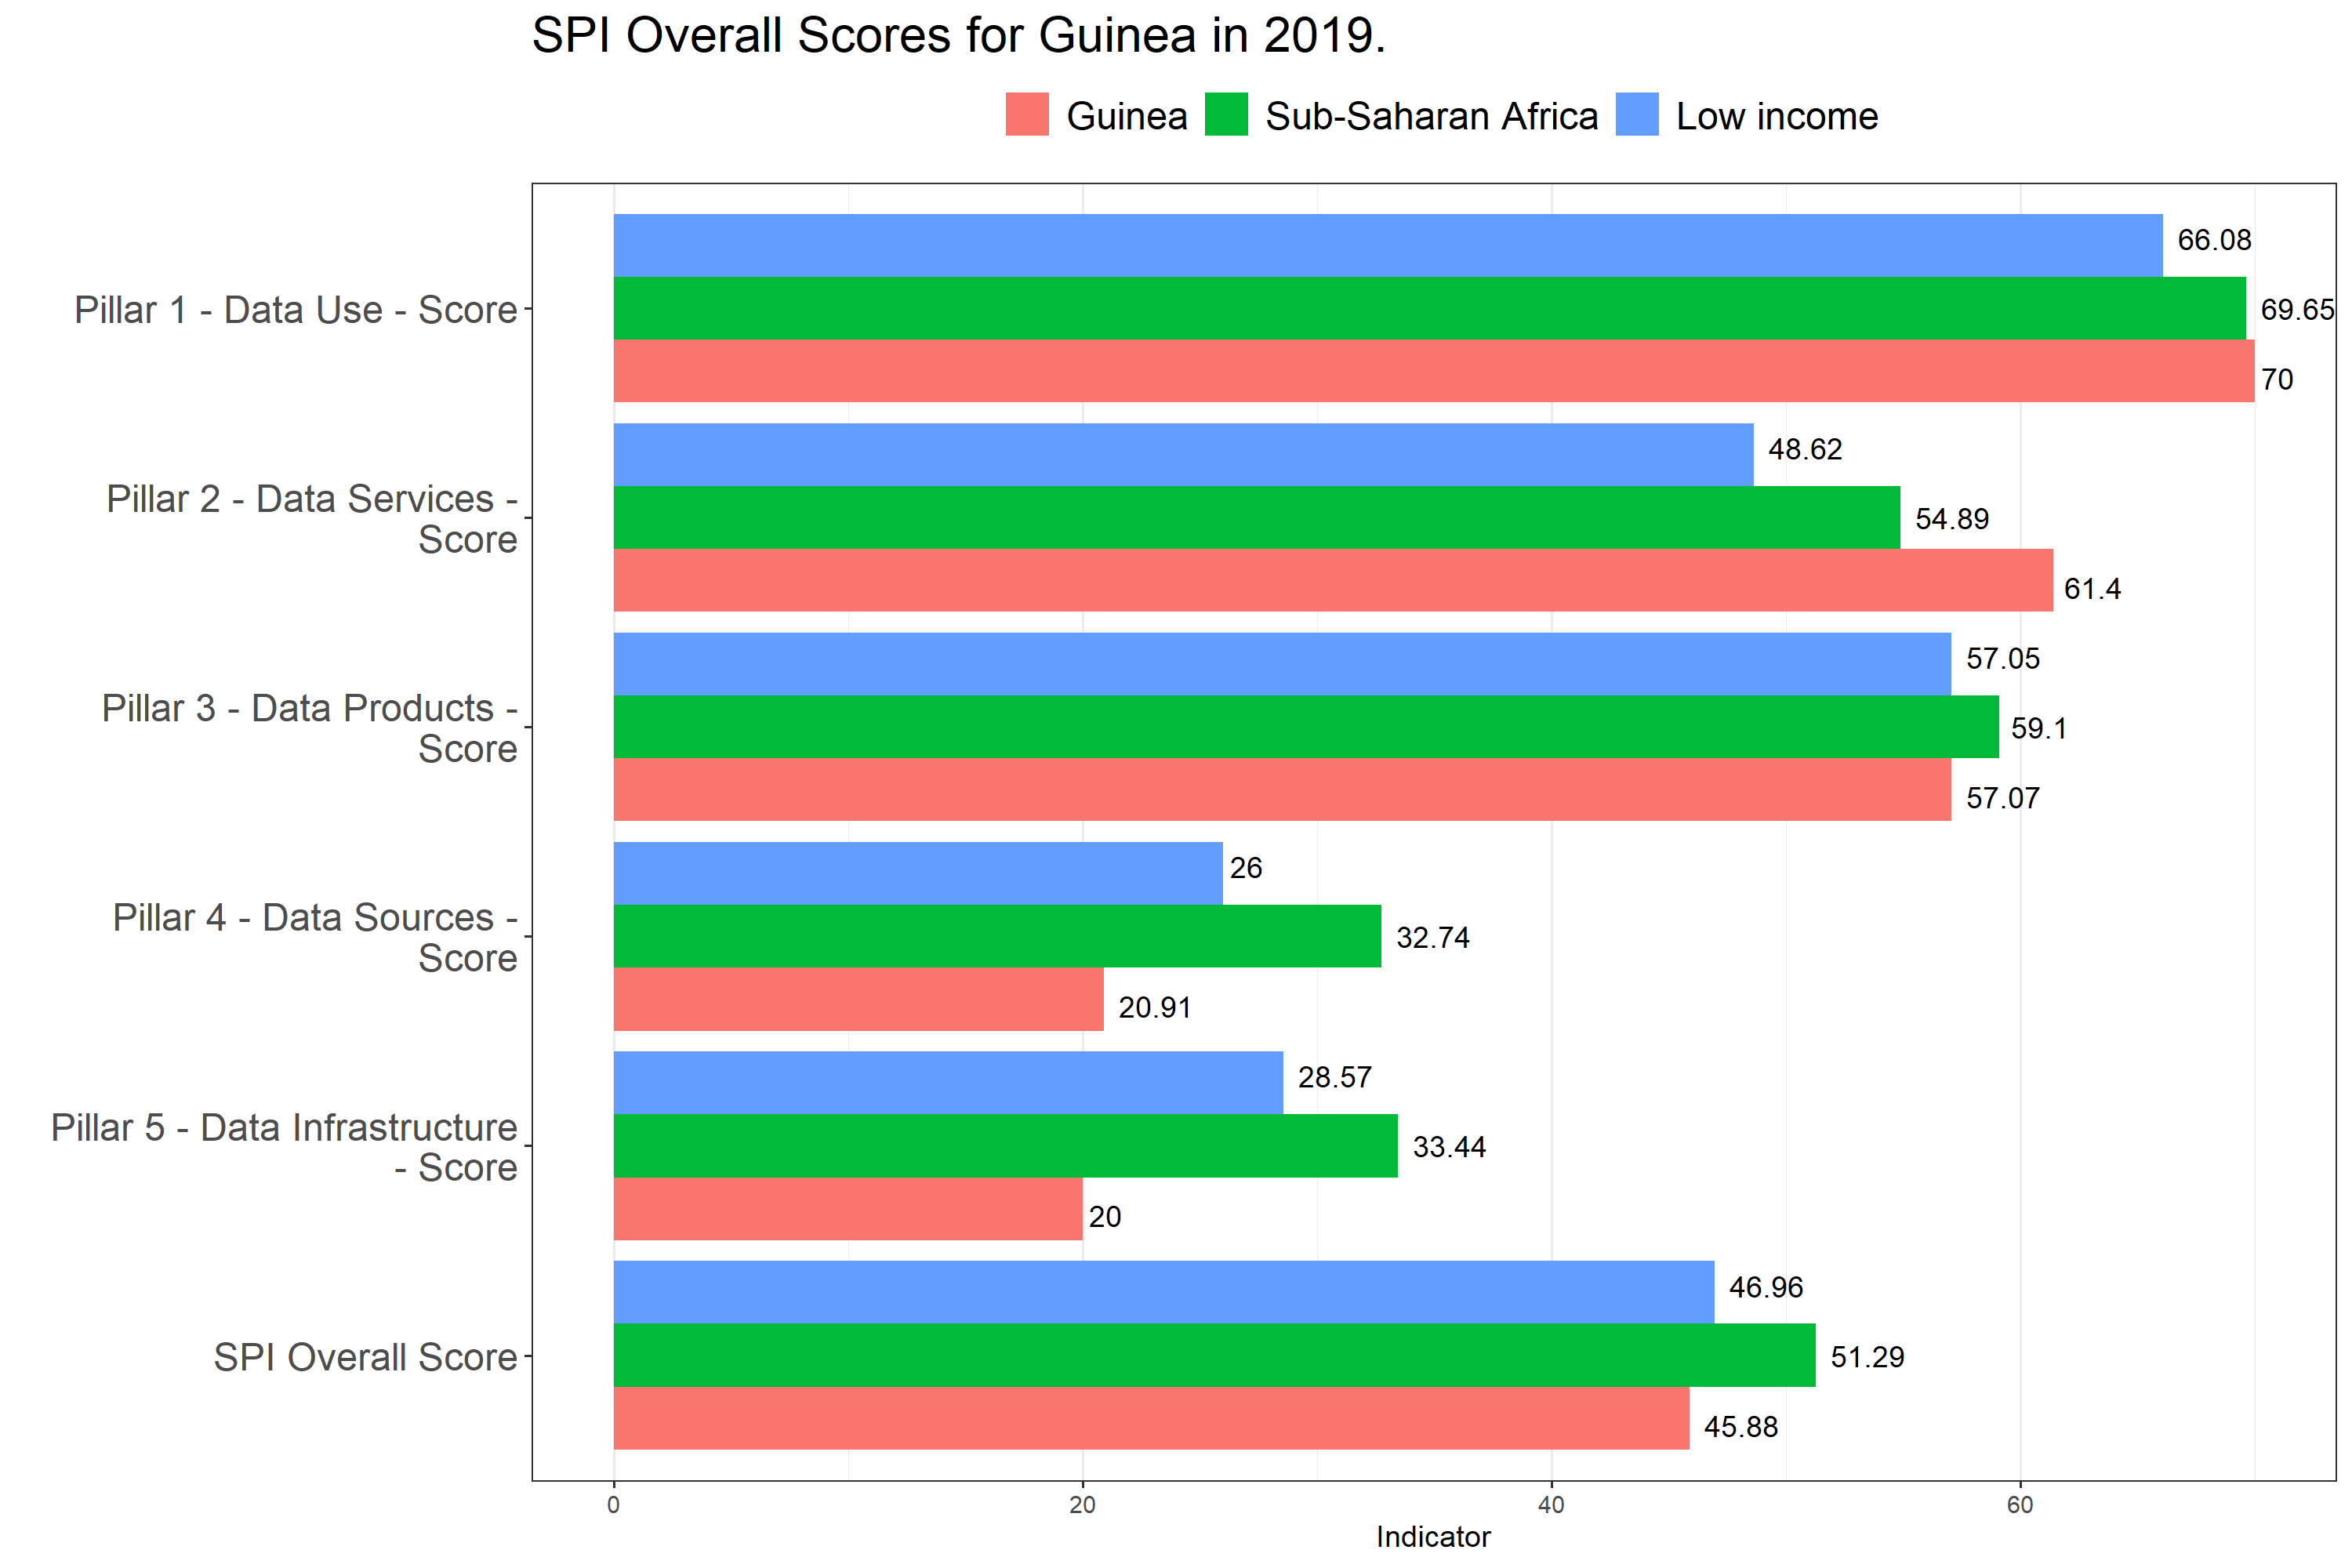 SPI Overall Scores for Guinea in 2019.
Guinea Sub-Saharan Africa Low income
Pillar 1 - Data Use - Score
66.08
69.65
70
Pillar 2 - Data Services -
Score
48.62
54.89
61.4
Pillar 3 - Data Products -
Score
57.05
59.1
57.07
Pillar 4 - Data Sources -
Score
26
32.74
20.91
Pillar 5 - Data Infrastructure
- Score
28.57
33.44
20
SPI Overall Score
46.96
51.29
45.88
0 20 40 60
Indicator